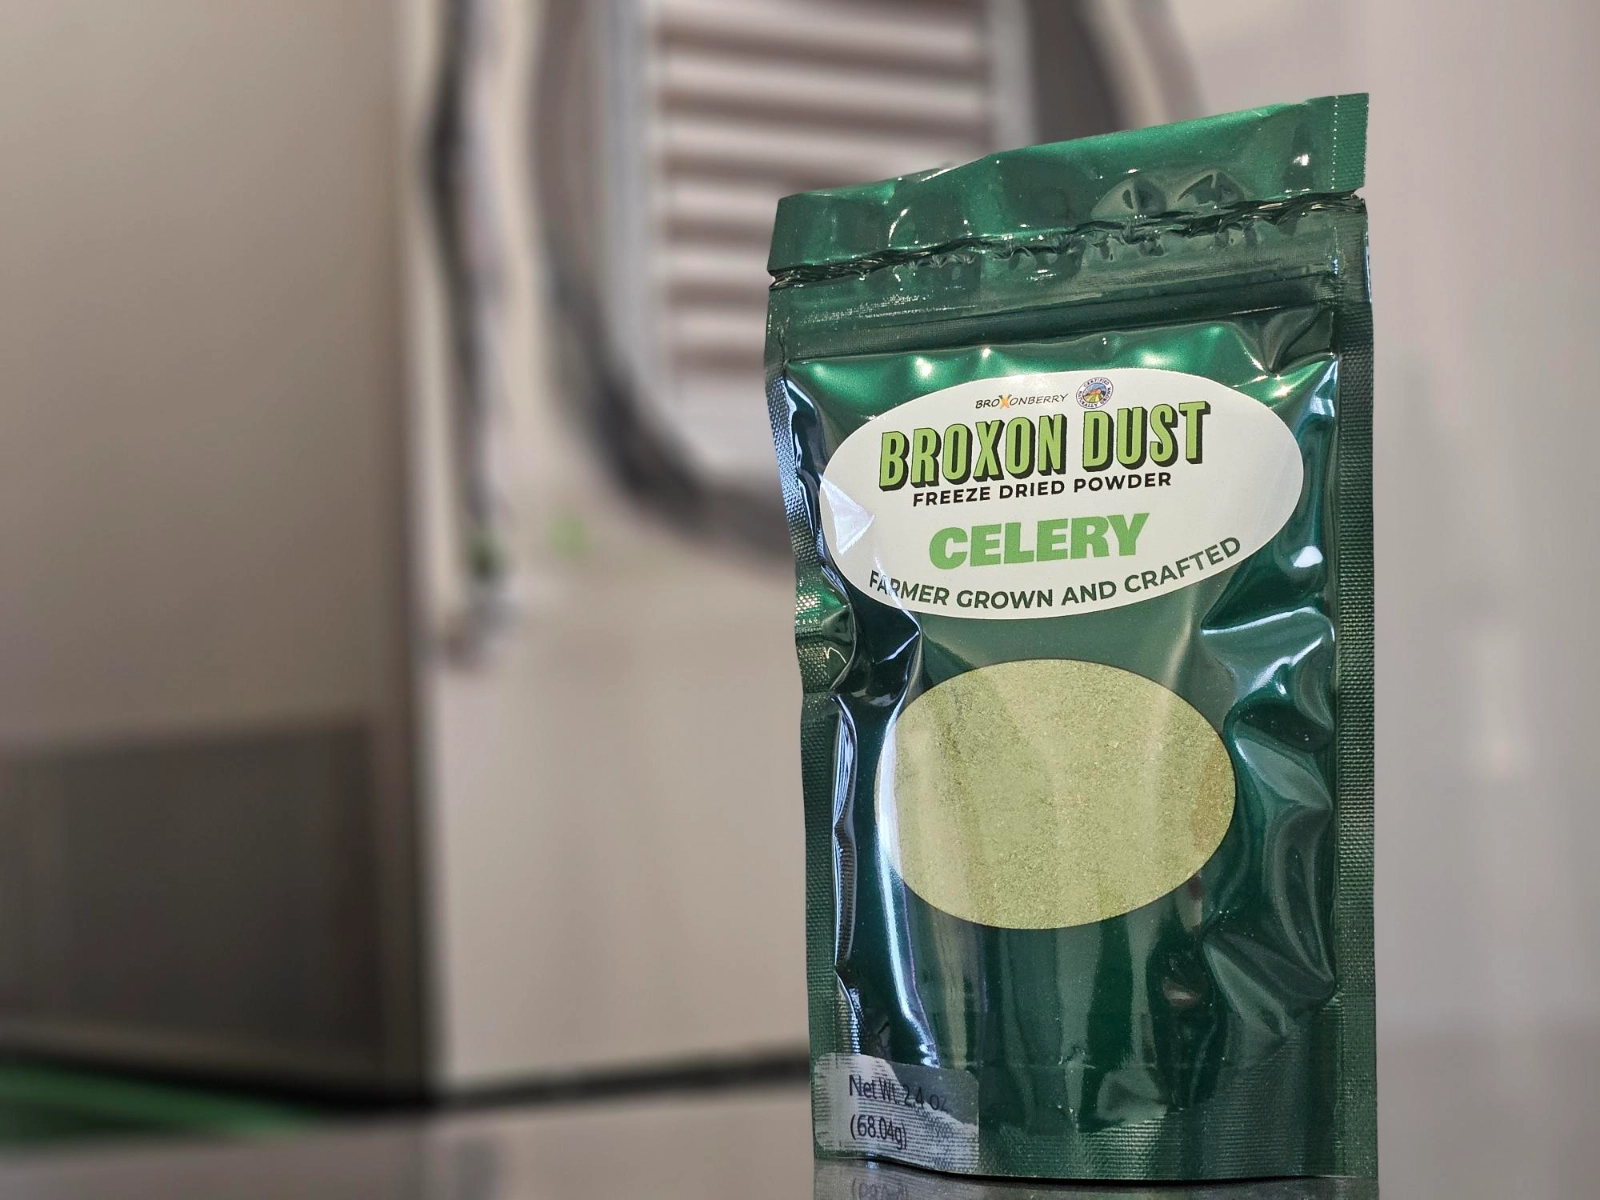 BROXONBERRY
BROXON DUST
FREEZE DRIED POWDER
CELERY
FARMER GROWN AND CRAFTED
Net Wt. 2.4 oz
(68.04g)